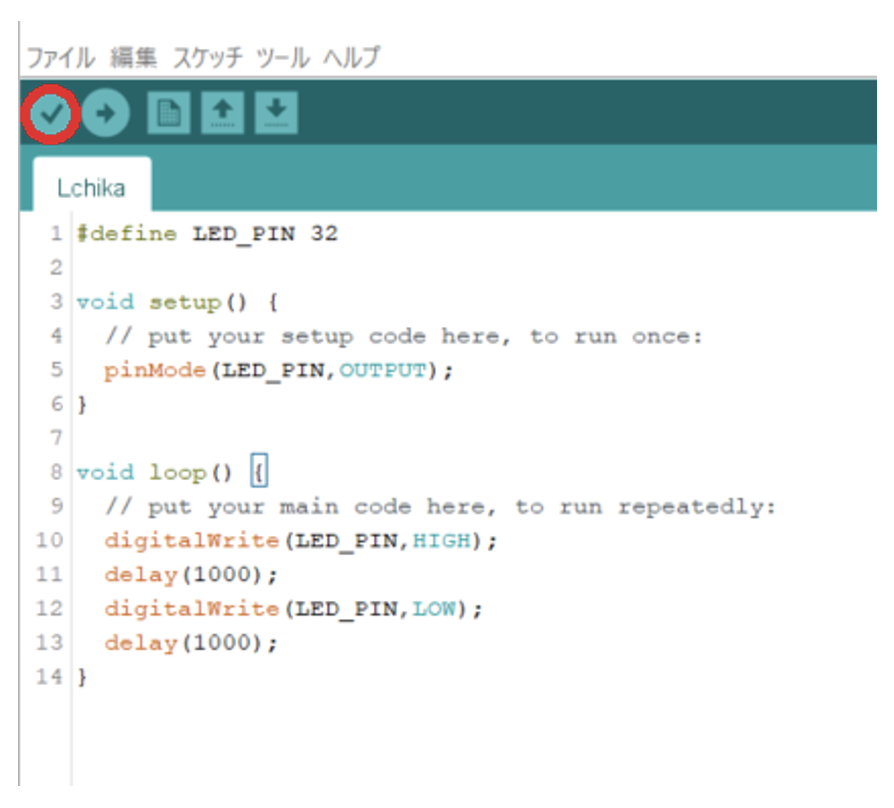 ファイル 編集 スケッチ ツール ヘルプ
Lchika
1 #define LED_PIN 32
2
3 void setup() {
4   // put your setup code here, to run once:
5   pinMode(LED_PIN,OUTPUT);
6 }
7
8 void loop() {
9   // put your main code here, to run repeatedly:
10   digitalWrite(LED_PIN,HIGH);
11   delay(1000);
12   digitalWrite(LED_PIN,LOW);
13   delay(1000);
14 }